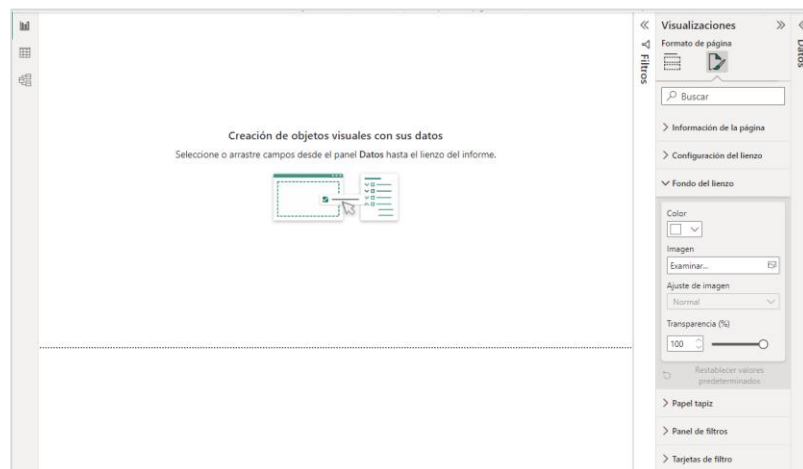 Creación de objetos visuales con sus datos
Seleccione o arrastre campos desde el panel Datos hasta el lienzo del informe.
Filtros
Visualizaciones
Formato de página
Buscar
Información de la página
Configuración del lienzo
Fondo del lienzo
Color
Imagen
Examinar...
Ajuste de imagen
Normal
Transparencia (%)
100
Restablecer valores
predeterminados
Papel tapiz
Panel de filtros
Tarjetas de filtro
Datos